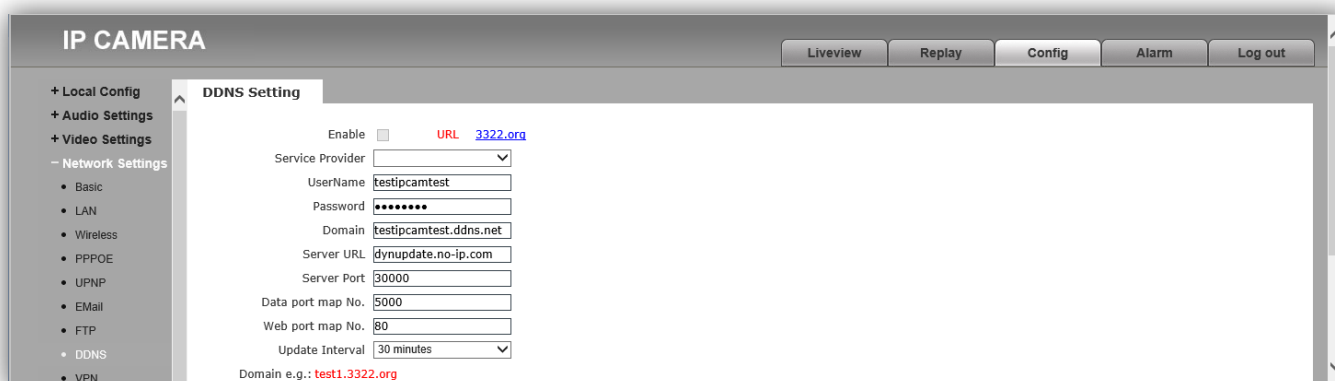 IP CAMERA
Liveview Replay Config Alarm Log out
+ Local Config
+ Audio Settings
+ Video Settings
− Network Settings
• Basic
• LAN
• Wireless
• PPPOE
• UPNP
• EMail
• FTP
• DDNS
• VPN
DDNS Setting
Enable URL 3322.org
Service Provider
UserName testipcamtest
Password ••••••••
Domain testipcamtest.ddns.net
Server URL dynupdate.no-ip.com
Server Port 30000
Data port map No. 5000
Web port map No. 80
Update Interval 30 minutes
Domain e.g.: test1.3322.org